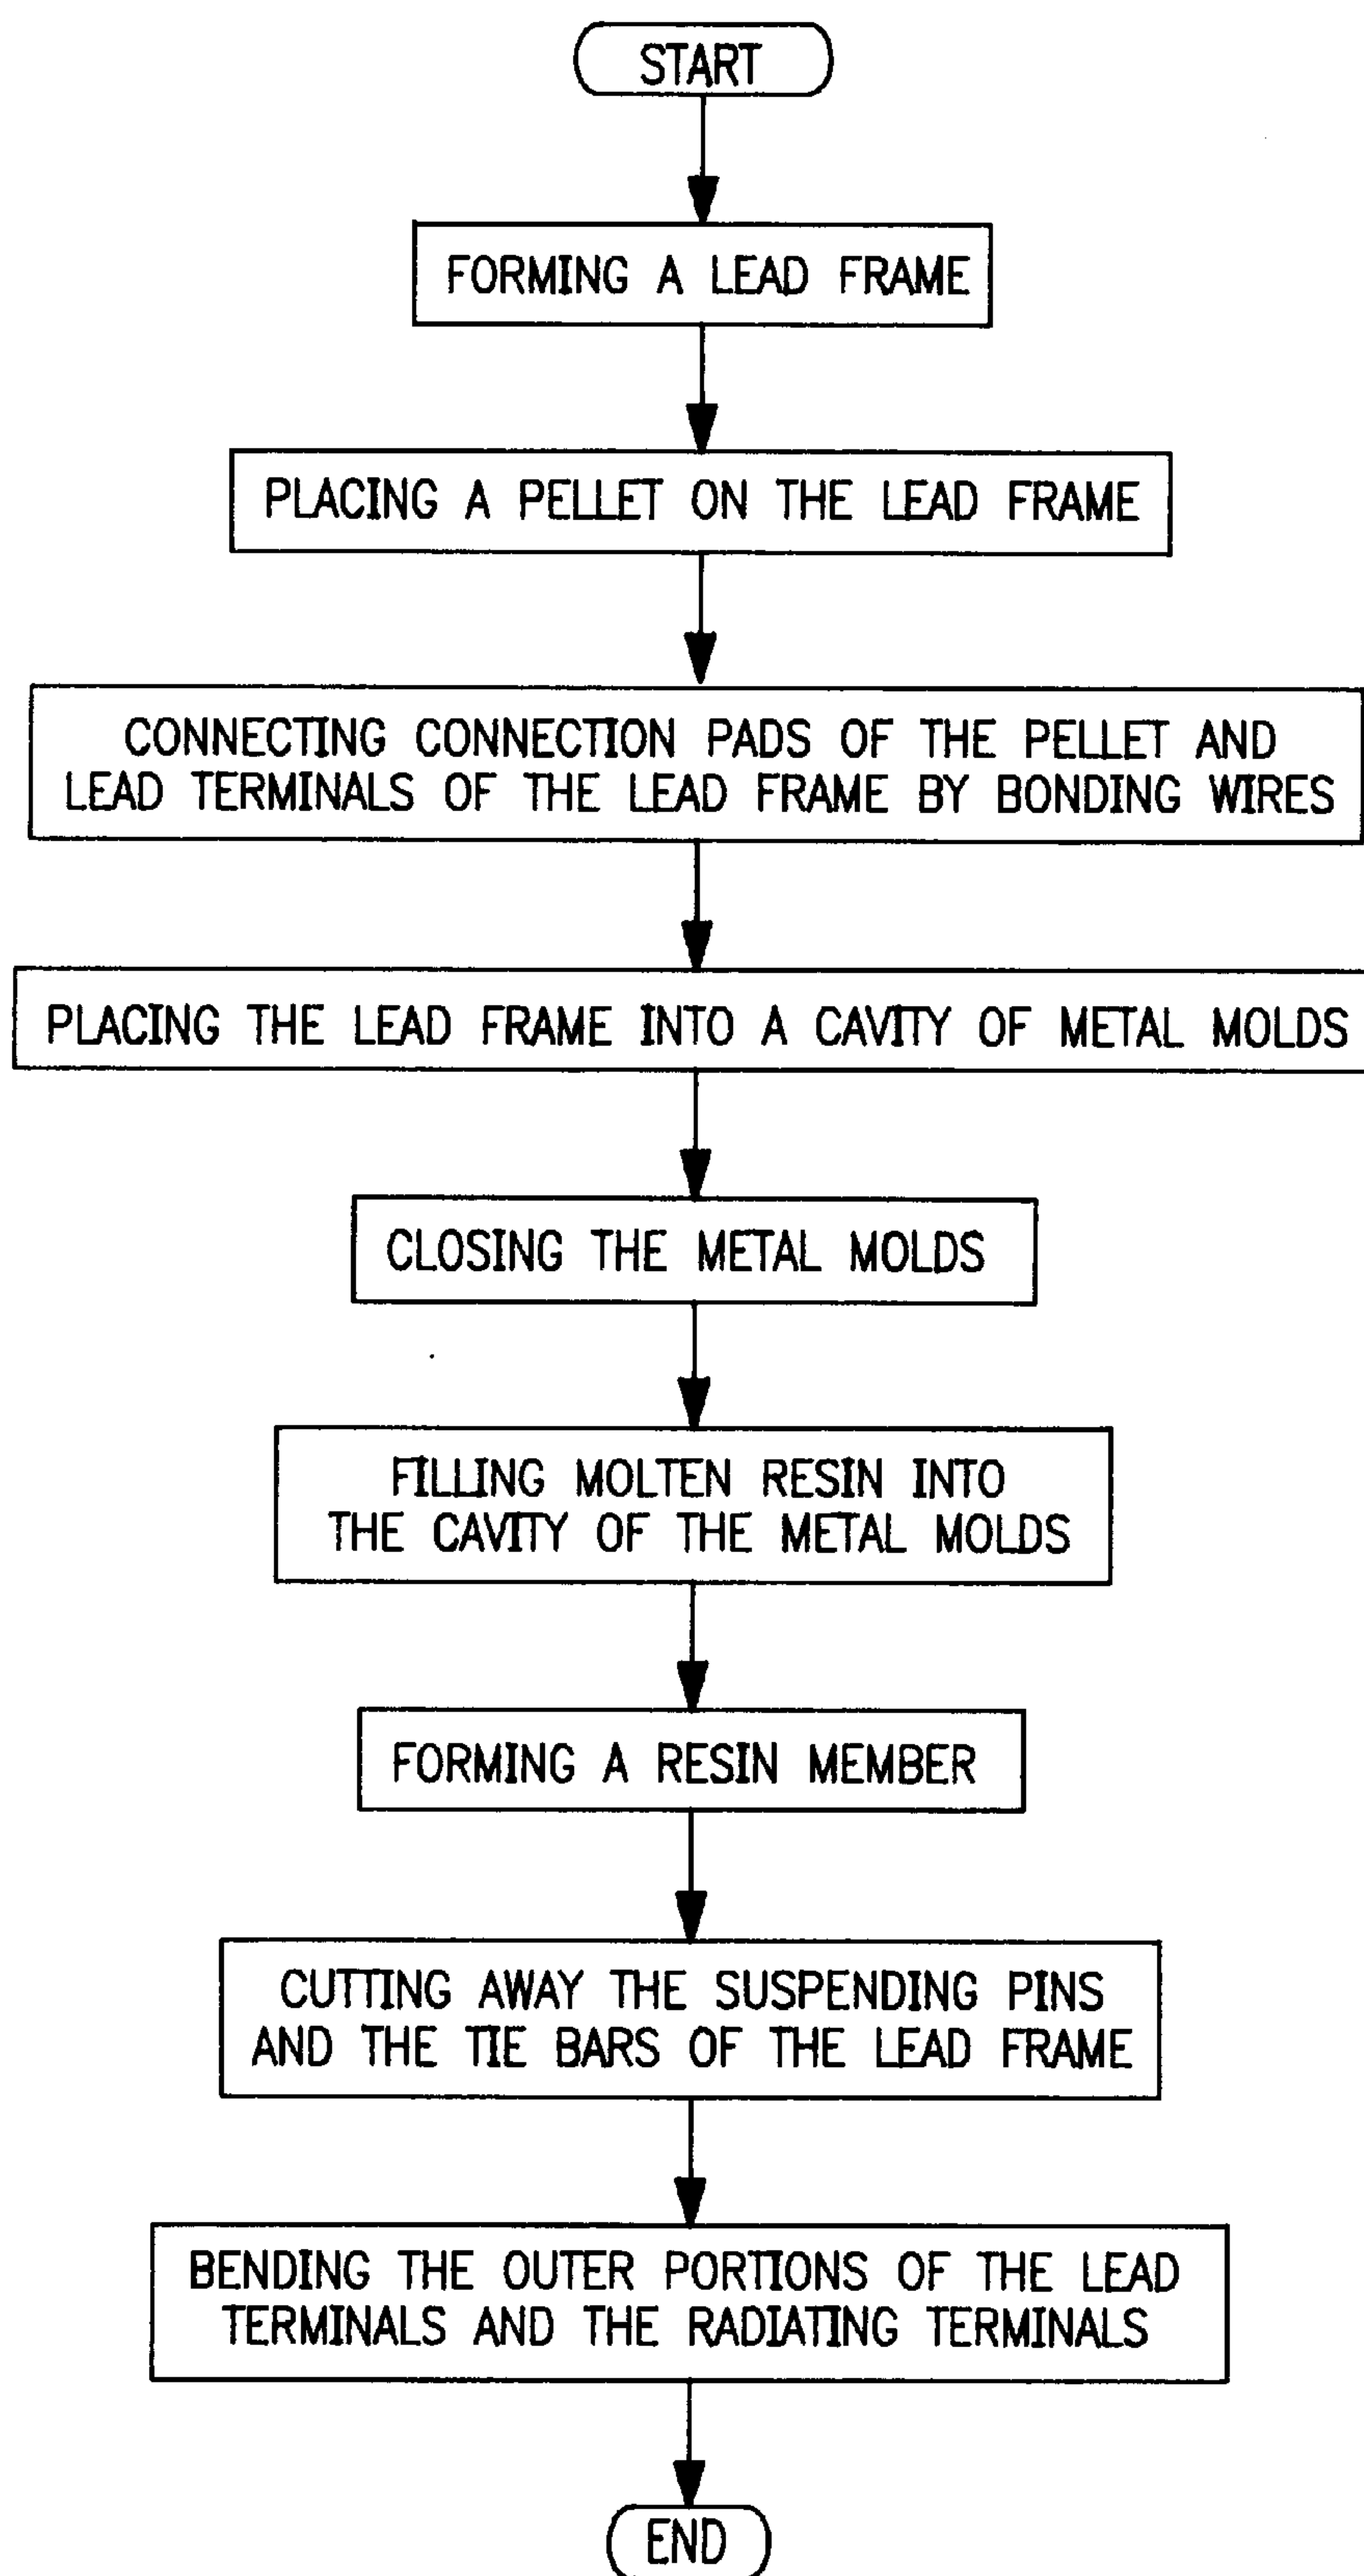 START
FORMING A LEAD FRAME
PLACING A PELLET ON THE LEAD FRAME
CONNECTING CONNECTION PADS OF THE PELLET AND
LEAD TERMINALS OF THE LEAD FRAME BY BONDING WIRES
PLACING THE LEAD FRAME INTO A CAVITY OF METAL MOLDS
CLOSING THE METAL MOLDS
FILLING MOLTEN RESIN INTO
THE CAVITY OF THE METAL MOLDS
FORMING A RESIN MEMBER
CUTTING AWAY THE SUSPENDING PINS
AND THE TIE BARS OF THE LEAD FRAME
BENDING THE OUTER PORTIONS OF THE LEAD
TERMINALS AND THE RADIATING TERMINALS
END